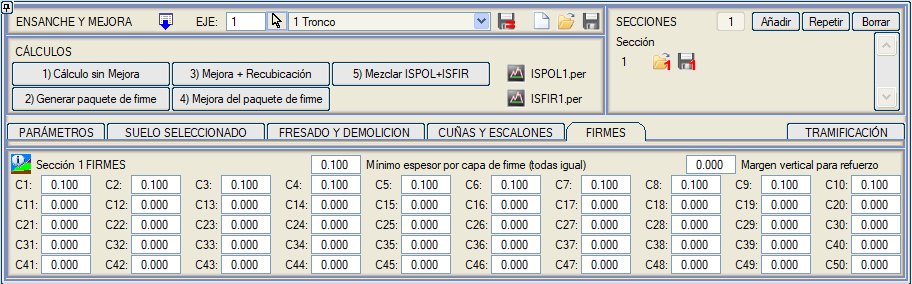 ENSANCHE Y MEJORA EJE: 1 1 Tronco
SECCIONES 1 Añadir Repetir Borrar
Sección
1
CÁLCULOS
1) Cálculo sin Mejora 3) Mejora + Recubicación 5) Mezclar ISPOL+ISFIR ISPOL1.per
2) Generar paquete de firme 4) Mejora del paquete de firme ISFIR1.per
PARÁMETROS SUELO SELECCIONADO FRESADO Y DEMOLICION CUÑAS Y ESCALONES FIRMES TRAMIFICACIÓN
Sección 1 FIRMES 0.100 Mínimo espesor por capa de firme (todas igual) 0.000 Margen vertical para refuerzo
C1: 0.100 C2: 0.100 C3: 0.100 C4: 0.100 C5: 0.100 C6: 0.100 C7: 0.100 C8: 0.100 C9: 0.100 C10: 0.100
C11: 0.000 C12: 0.000 C13: 0.000 C14: 0.000 C15: 0.000 C16: 0.000 C17: 0.000 C18: 0.000 C19: 0.000 C20: 0.000
C21: 0.000 C22: 0.000 C23: 0.000 C24: 0.000 C25: 0.000 C26: 0.000 C27: 0.000 C28: 0.000 C29: 0.000 C30: 0.000
C31: 0.000 C32: 0.000 C33: 0.000 C34: 0.000 C35: 0.000 C36: 0.000 C37: 0.000 C38: 0.000 C39: 0.000 C40: 0.000
C41: 0.000 C42: 0.000 C43: 0.000 C44: 0.000 C45: 0.000 C46: 0.000 C47: 0.000 C48: 0.000 C49: 0.000 C50: 0.000